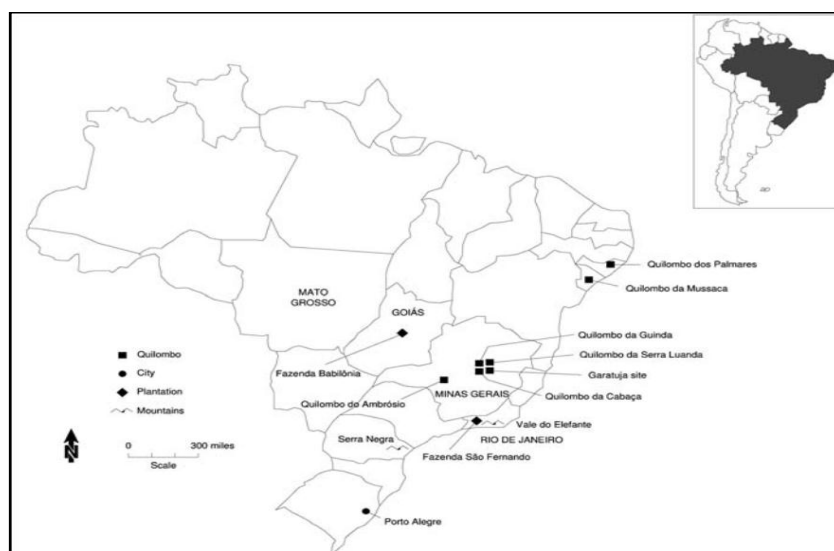 Quilombo dos Palmares
Quilombo da Mussaca
MATO
GROSSO
GOIÁS
Quilombo da Guinda
Quilombo da Serra Luanda
Garatuja site
Quilombo da Cabaça
Fazenda Babilônia
Quilombo do Ambrósio
MINAS GERAIS
Vale do Elefante
RIO DE JANEIRO
Serra Negra
Fazenda São Fernando
Porto Alegre
Quilombo
City
Plantation
Mountains
N
0 300 miles
Scale